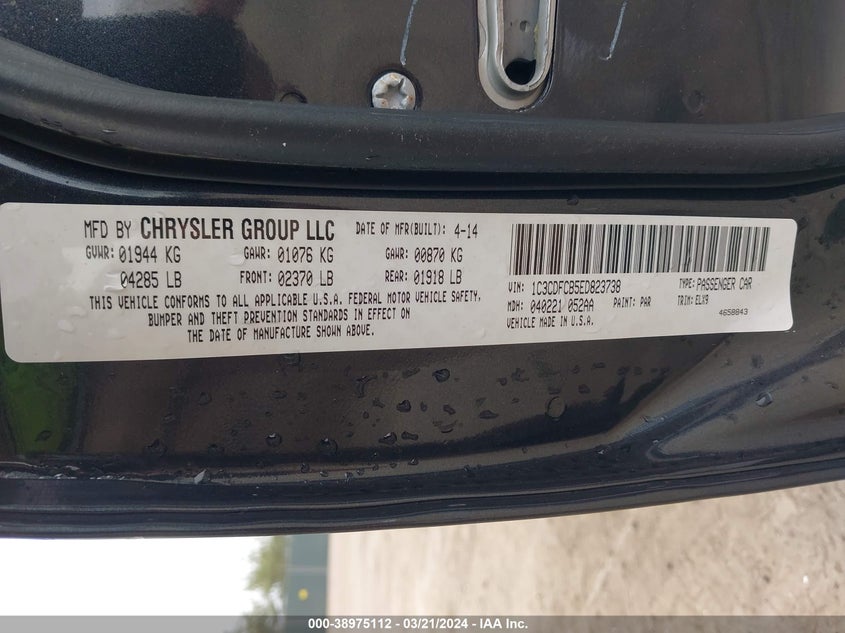 MFD BY CHRYSLER GROUP LLC DATE OF MFR(BUILT): 4-14
GVWR: 01944 KG GAWR: 01076 KG GAWR: 00870 KG
04285 LB FRONT: 02370 LB REAR: 01918 LB
THIS VEHICLE CONFORMS TO ALL APPLICABLE U.S.A. FEDERAL MOTOR VEHICLE SAFETY,
BUMPER AND THEFT PREVENTION STANDARDS IN EFFECT ON
THE DATE OF MANUFACTURE SHOWN ABOVE.
VIN: 1C3CDFCB5ED823738 TYPE: PASSENGER CAR
MDH: 040221 052AA PAINT: PAR TRIM: ELX9
VEHICLE MADE IN U.S.A. 4658843
000-38975112 - 03/21/2024 - IAA Inc.